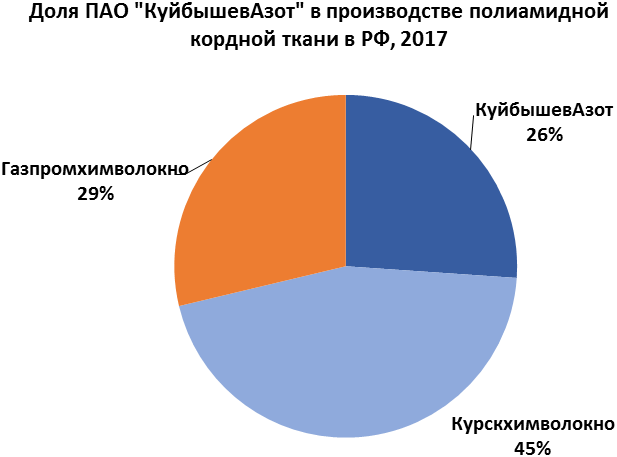 Доля ПАО "КуйбышевАзот" в производстве полиамидной
кордной ткани в РФ, 2017
КуйбышевАзот
26%
Газпромхимволокно
29%
Курскхимволокно
45%